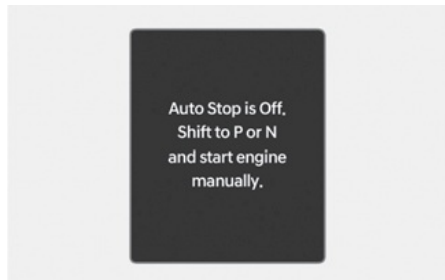 Auto Stop is Off.
Shift to P or N
and start engine
manually.